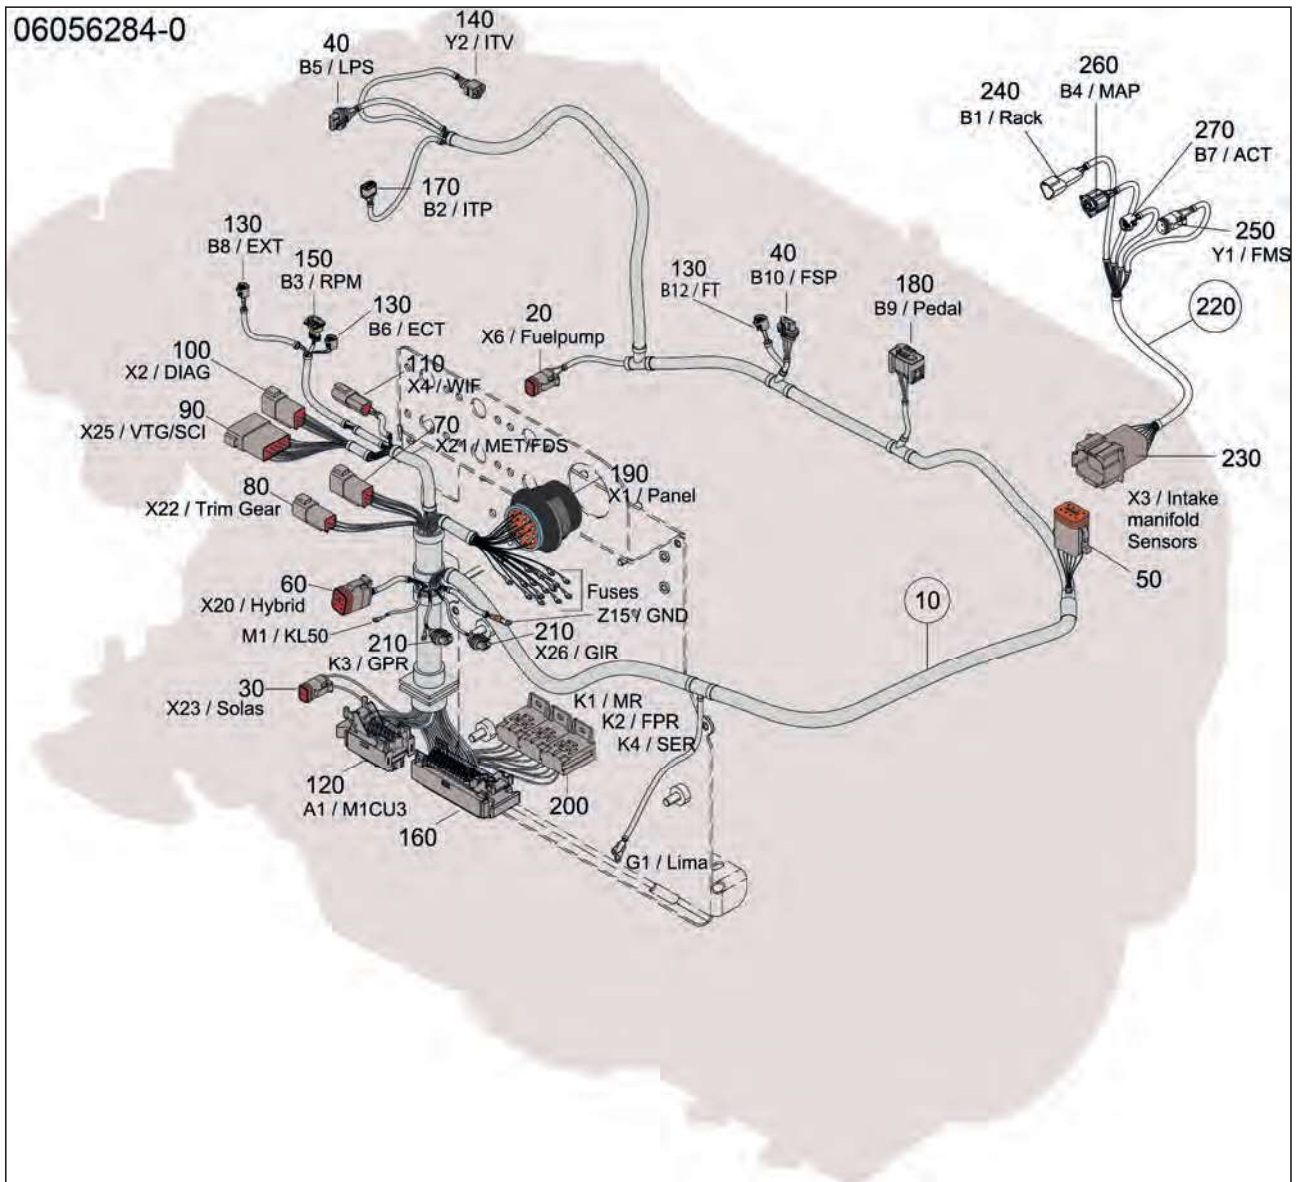 06056284-0
140
Y2 / ITV
40
B5 / LPS
260
B4 / MAP
240
B1 / Rack
270
B7 / ACT
170
B2 / ITP
250
Y1 / FMS
130
B8 / EXT
150
B3 / RPM
130
B6 / ECT
130
B12 / FT
40
B10 / FSP
180
B9 / Pedal
220
20
X6 / Fuelpump
100
X2 / DIAG
110
X4 / WIF
90
X25 / VTG/SCI
70
X21 / MET/FDS
230
80
X22 / Trim Gear
190
X1 / Panel
X3 / Intake
manifold
Sensors
50
60
X20 / Hybrid
Fuses
10
M1 / KL50
GND
210
K3 / GPR
210
X26 / GIR
30
X23 / Solas
K1 / MR
K2 / FPR
K4 / SER
120
A1 / M1CU3
200
160
G1 / Lima